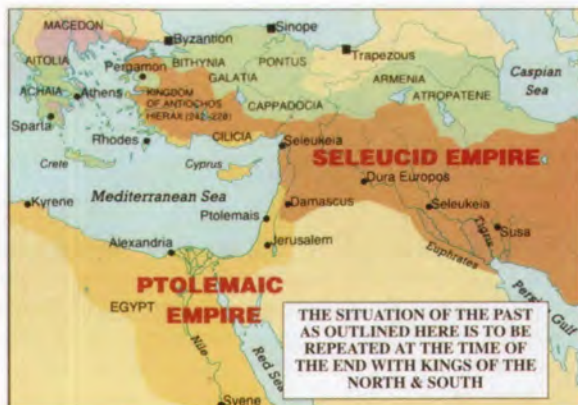 MACEDON
Byzantion
Sinope
Trapezous
AITOLIA
BITHYNIA
PONTUS
Pergamon
GALATIA
ARMENIA
Caspian
Sea
ACHAIA
Athens
KINGDOM
OF ANTIOCHOS
HIERAX (242-228)
CAPPADOCIA
ATROPATENE
Sparta
Rhodes
CILICIA
Seleukeia
SELEUCID EMPIRE
Crete
Cyprus
Dura Europos
Kyrene
Mediterranean Sea
Damascus
Seleukeia
Ptolemais
Tigris
Susa
Alexandria
Jerusalem
Euphrates
PTOLEMAIC
EMPIRE
EGYPT
Persian Gulf
Nile
Red Sea
Syene
THE SITUATION OF THE PAST
AS OUTLINED HERE IS TO BE
REPEATED AT THE TIME OF
THE END WITH KINGS OF THE
NORTH & SOUTH